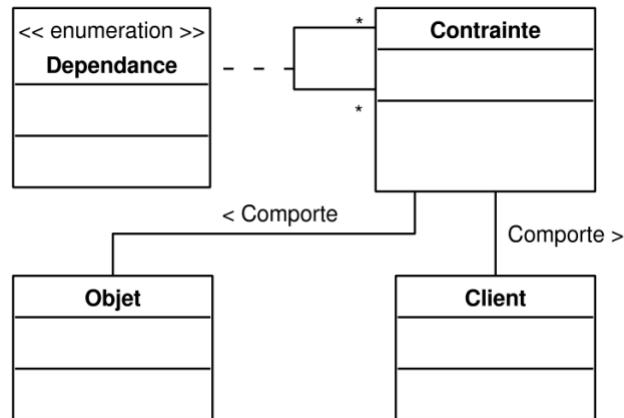 << enumeration >>
Dependance
*
Contrainte
*
< Comporte
Comporte >
Objet
Client